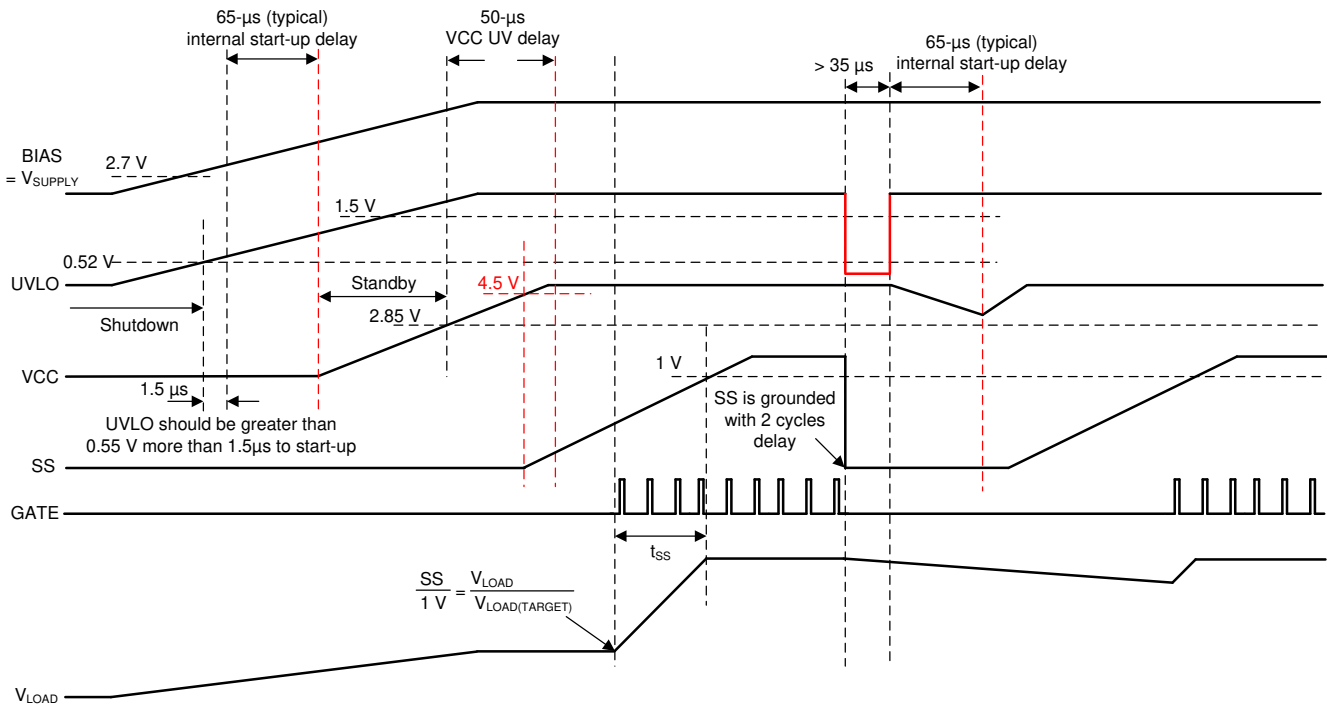 65-µs (typical)
internal start-up delay
50-µs
VCC UV delay
> 35 µs
65-µs (typical)
internal start-up delay
BIAS
= VSUPPLY
2.7 V
1.5 V
0.52 V
UVLO
Shutdown
Standby
4.5 V
2.85 V
VCC
1.5 µs
1 V
UVLO should be greater than
0.55 V more than 1.5µs to start-up
SS is grounded
with 2 cycles
delay
SS
GATE
tSS
SS / 1 V = VLOAD / VLOAD(TARGET)
VLOAD